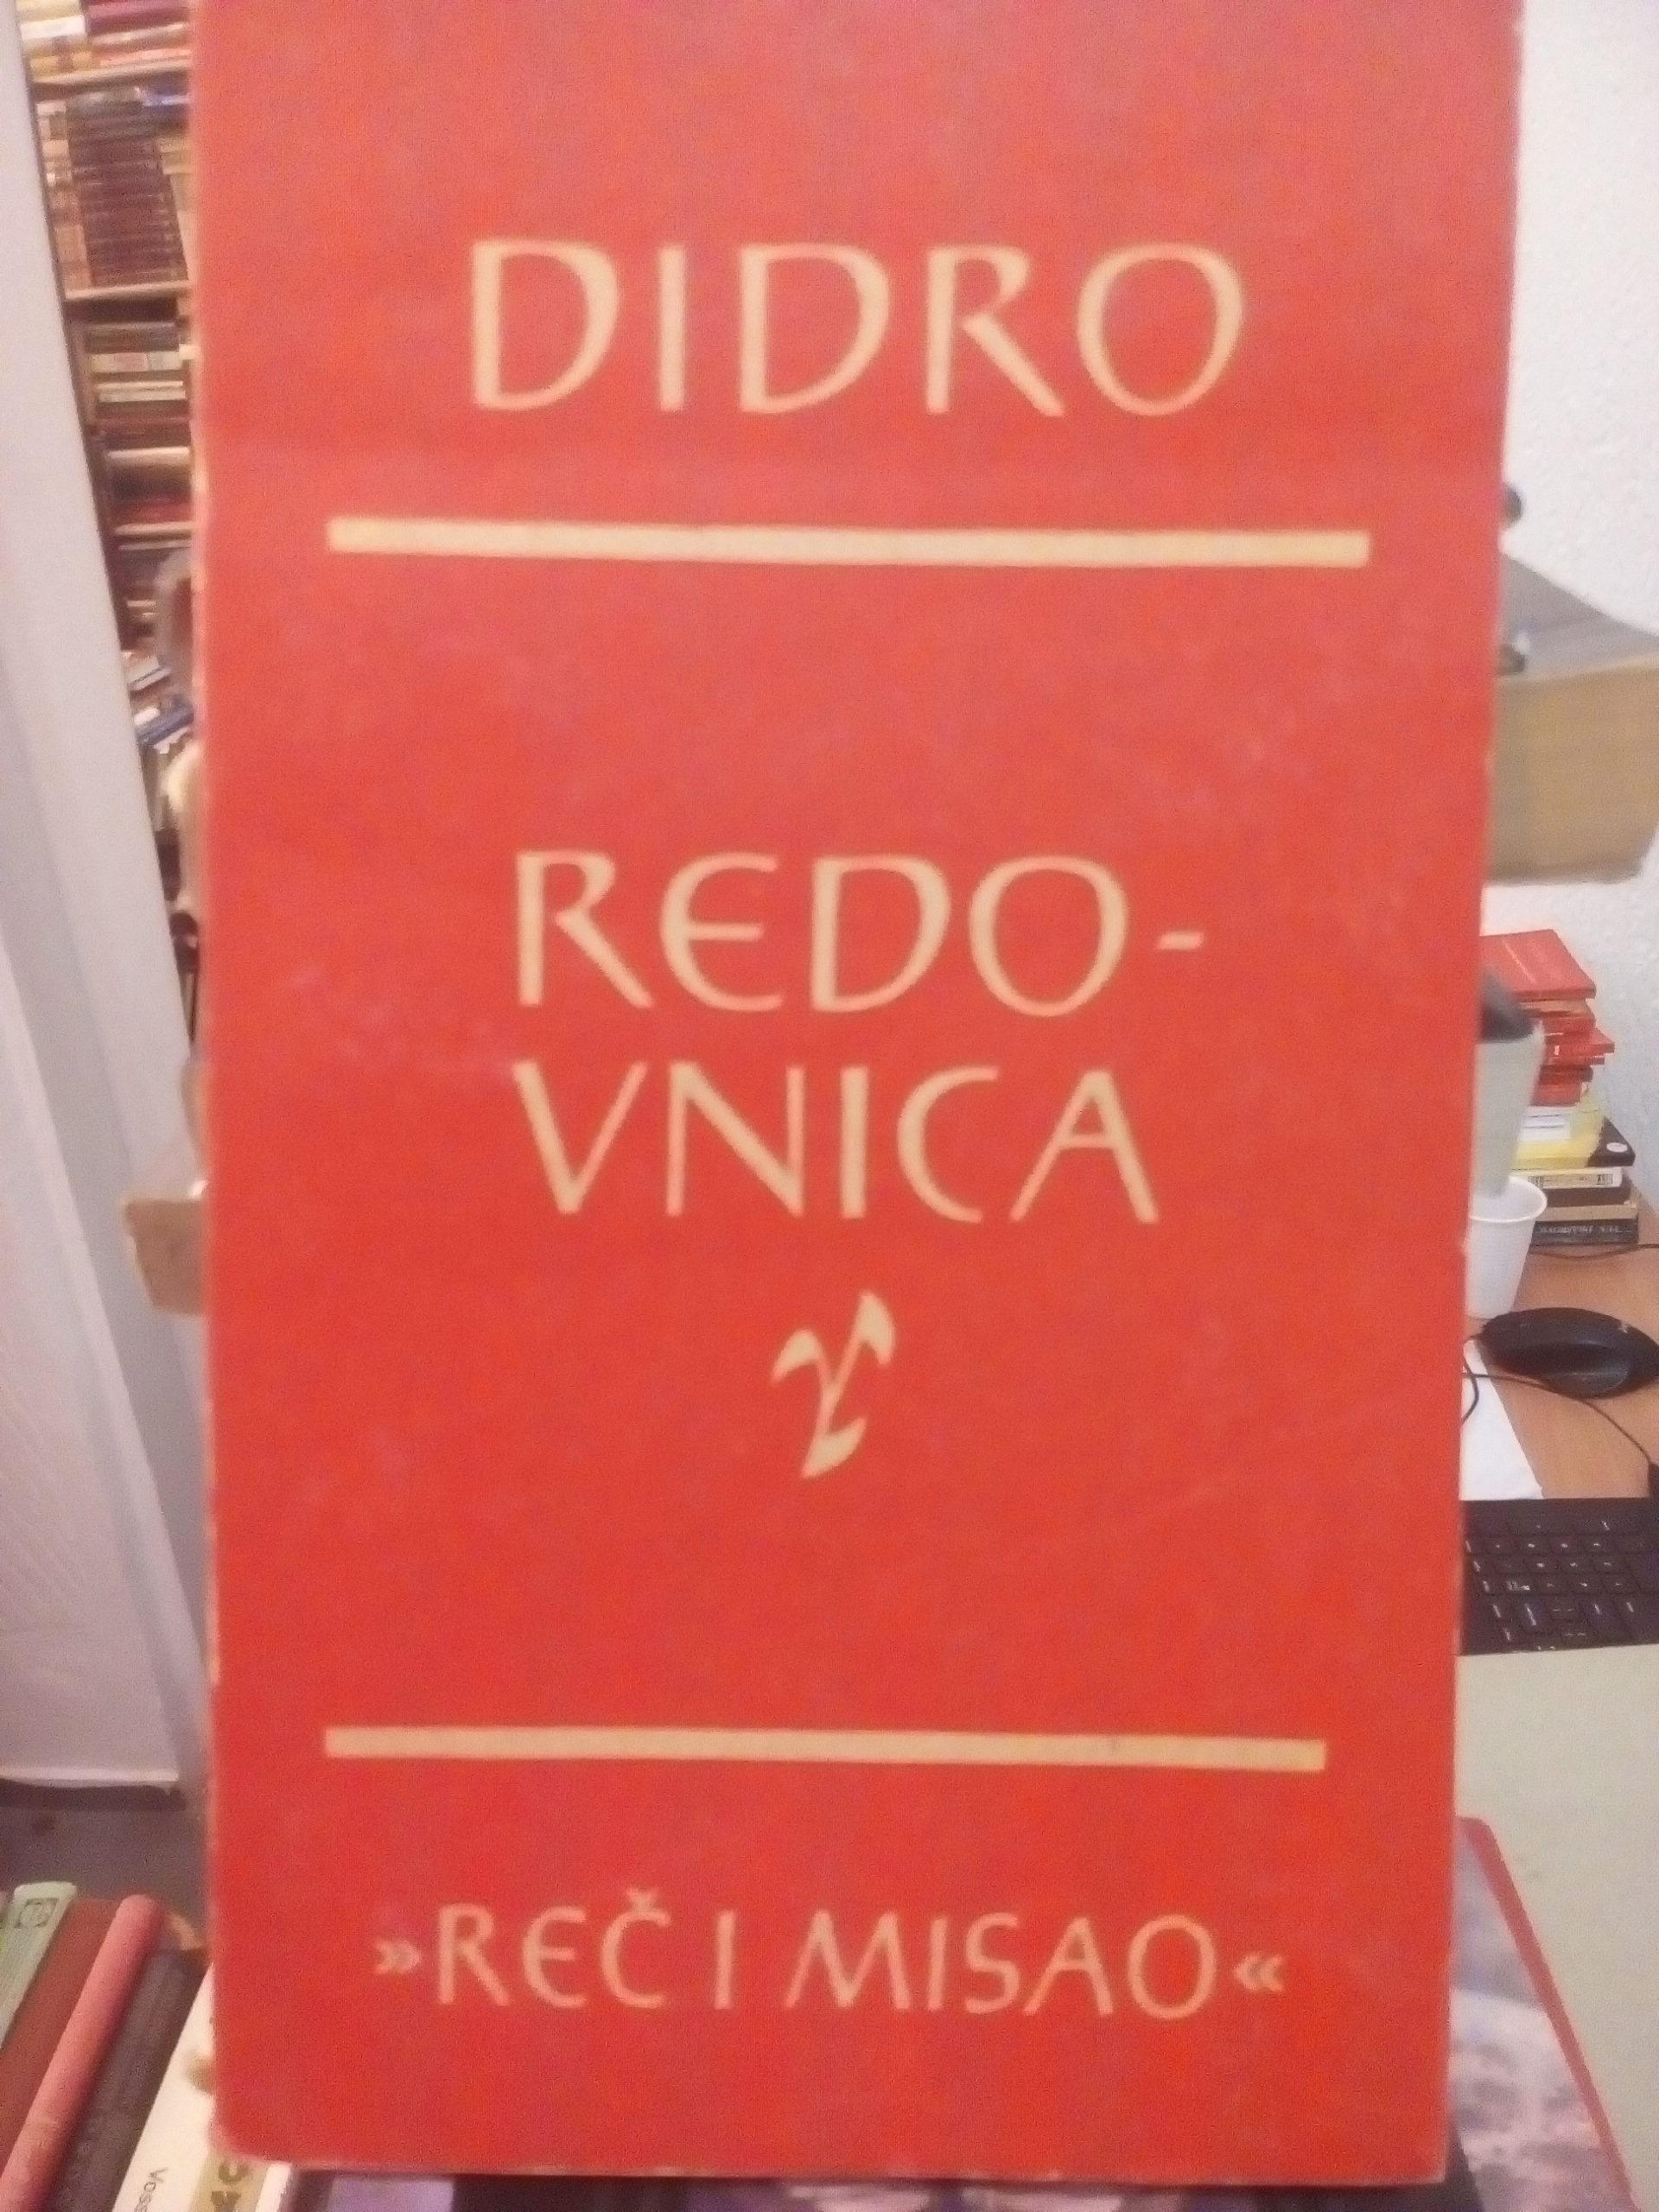 DIDRO
REDO-
VNICA
»REČ I MISAO«